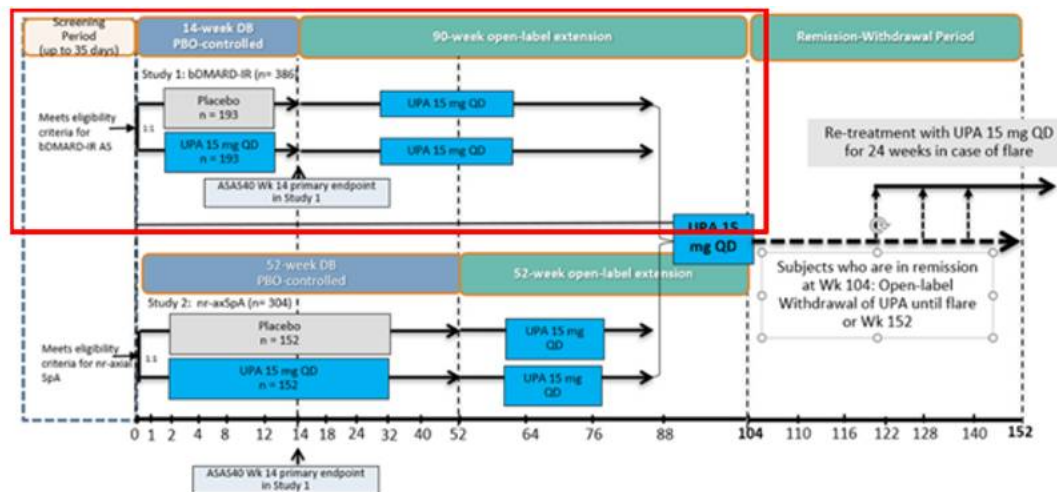 Screening
Period
(up to 35 days)
14-week DB
PBO-controlled
90-week open-label extension
Remission-Withdrawal Period
Study 1: bDMARD-IR (n= 386)
Meets eligibility
criteria for
bDMARD-IR AS
1:1
Placebo
n = 193
UPA 15 mg QD
n = 193
UPA 15 mg QD
UPA 15 mg QD
ASAS40 Wk 14 primary endpoint
in Study 1
Re-treatment with UPA 15 mg QD
for 24 weeks in case of flare
UPA 15
mg QD
52-week DB
PBO-controlled
52-week open-label extension
Subjects who are in remission
at Wk 104: Open-label
Withdrawal of UPA until flare
or Wk 152
Study 2: nr-axSpA (n= 304)
Meets eligibility
criteria for nr-axial
SpA
1:1
Placebo
n = 152
UPA 15 mg QD
n = 152
UPA 15 mg
QD
UPA 15 mg
QD
0 1 2 4 8 12 14 18 24 32 40 52 64 76 88 104 110 116 122 128 140 152
ASAS40 Wk 14 primary endpoint
in Study 1